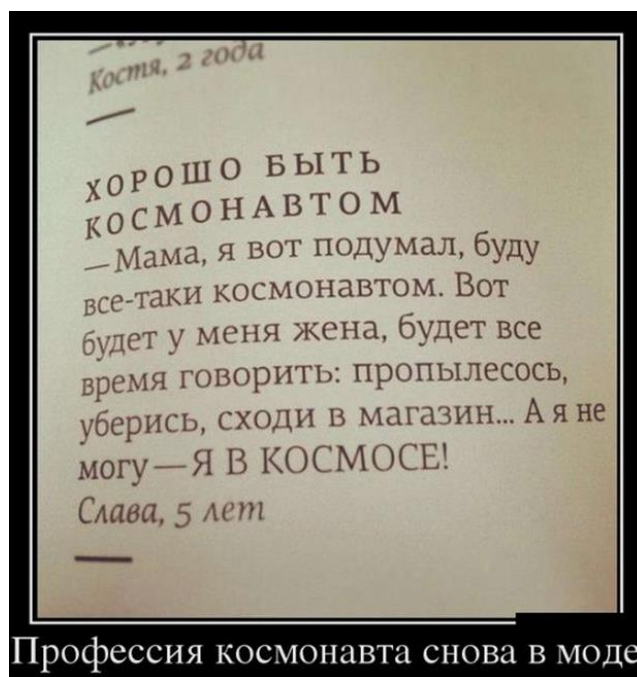 Костя, 2 года
ХОРОШО БЫТЬ
КОСМОНАВТОМ
—Мама, я вот подумал, буду
все-таки космонавтом. Вот
будет у меня жена, будет все
время говорить: пропылесось,
уберись, сходи в магазин... А я не
могу—Я В КОСМОСЕ!
Слава, 5 лет
Профессия космонавта снова в моде